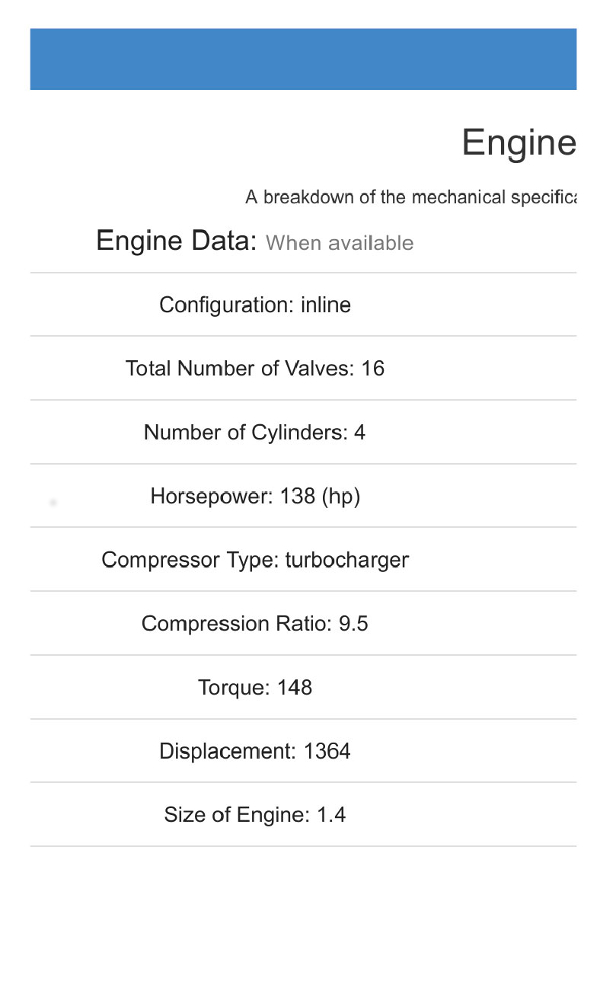 Engine
A breakdown of the mechanical
Engine Data: When available
Configuration: inline
Total Number of Valves: 16
Number of Cylinders: 4
Horsepower: 138 (hp)
Compressor Type: turbocharger
Compression Ratio: 9.5
Torque: 148
Displacement: 1364
Size of Engine: 1.4